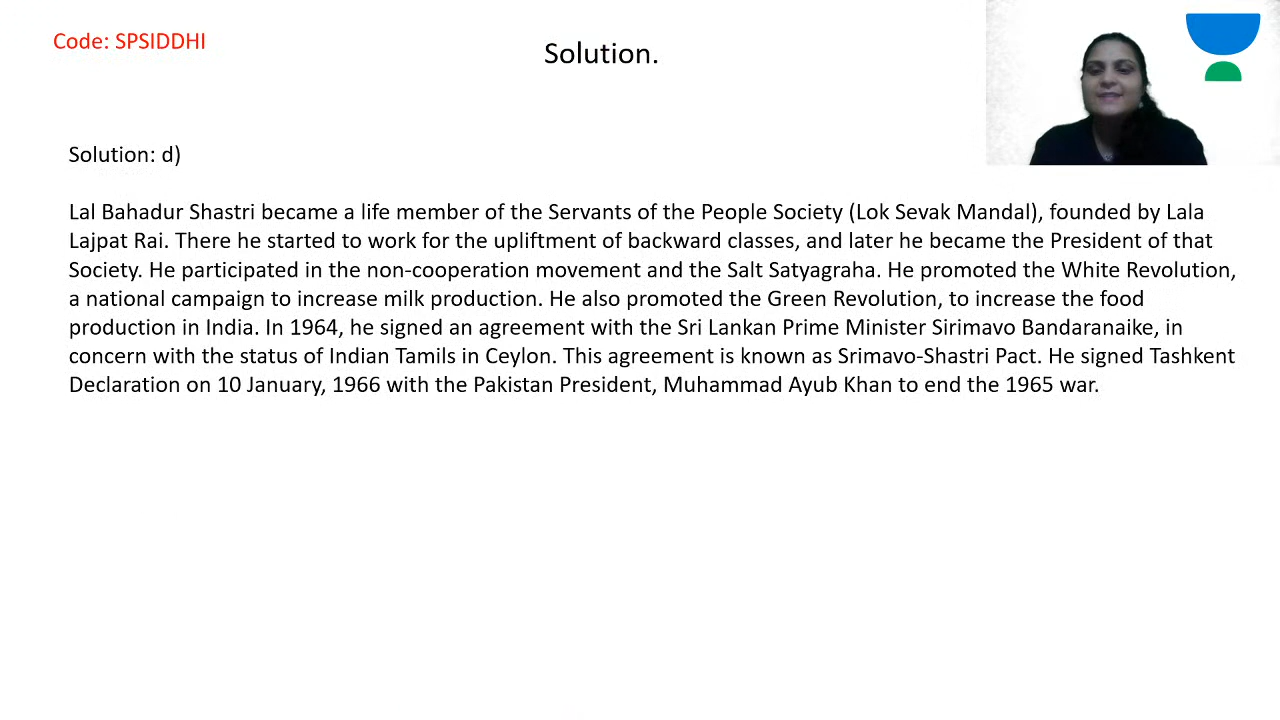 Code: SPSIDDHI
Solution.
Solution: d)
Lal Bahadur Shastri became a life member of the Servants of the People Society (Lok Sevak Mandal), founded by Lala
Lajpat Rai. There he started to work for the upliftment of backward classes, and later he became the President of that
Society. He participated in the non-cooperation movement and the Salt Satyagraha. He promoted the White Revolution,
a national campaign to increase milk production. He also promoted the Green Revolution, to increase the food
production in India. In 1964, he signed an agreement with the Sri Lankan Prime Minister Sirimavo Bandaranaike, in
concern with the status of Indian Tamils in Ceylon. This agreement is known as Srimavo-Shastri Pact. He signed Tashkent
Declaration on 10 January, 1966 with the Pakistan President, Muhammad Ayub Khan to end the 1965 war.